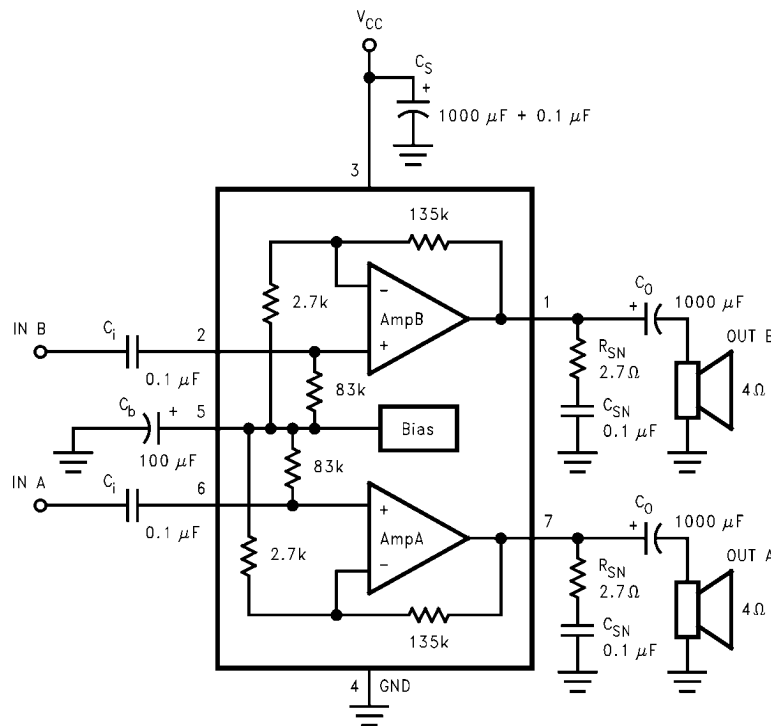 V_CC
C_S
+
1000 μF + 0.1 μF
3
135k
2.7k
−
AmpB
+
1
C_O
+
1000 μF
IN B
C_i
2
0.1 μF
83k
R_SN
2.7Ω
C_SN
0.1 μF
OUT B
4Ω
C_b
+
5
100 μF
Bias
IN A
C_i
6
0.1 μF
83k
+
AmpA
−
2.7k
135k
7
C_O
+
1000 μF
R_SN
2.7Ω
C_SN
0.1 μF
OUT A
4Ω
4
GND